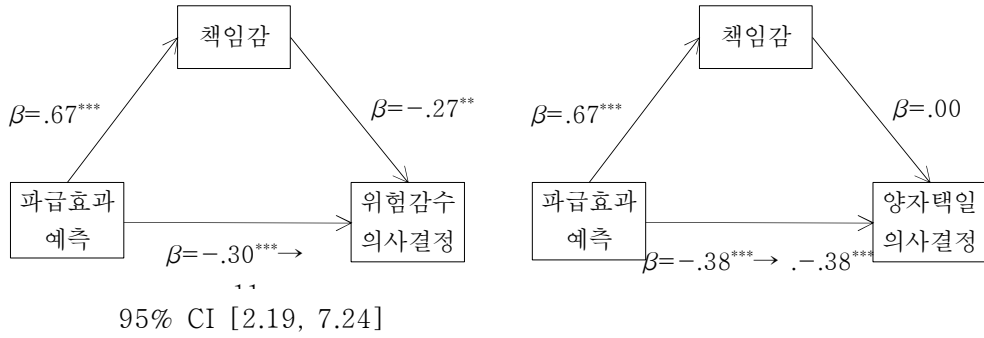 책임감
β=.67***
β=-.27**
파급효과
예측
위험감수
의사결정
β=-.30***→
95% CI [2.19, 7.24]
책임감
β=.67***
β=.00
파급효과
예측
양자택일
의사결정
β=-.38***→ .-.38***